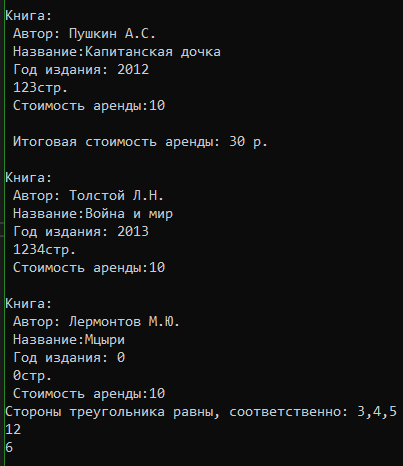 Книга:
Автор: Пушкин А.С.
Название:Капитанская дочка
Год издания: 2012
123стр.
Стоимость аренды:10
Итоговая стоимость аренды: 30 р.
Книга:
Автор: Толстой Л.Н.
Название:Война и мир
Год издания: 2013
1234стр.
Стоимость аренды:10
Книга:
Автор: Лермонтов М.Ю.
Название:Мцыри
Год издания: 0
0стр.
Стоимость аренды:10
Стороны треугольника равны, соответственно: 3,4,5
12
6